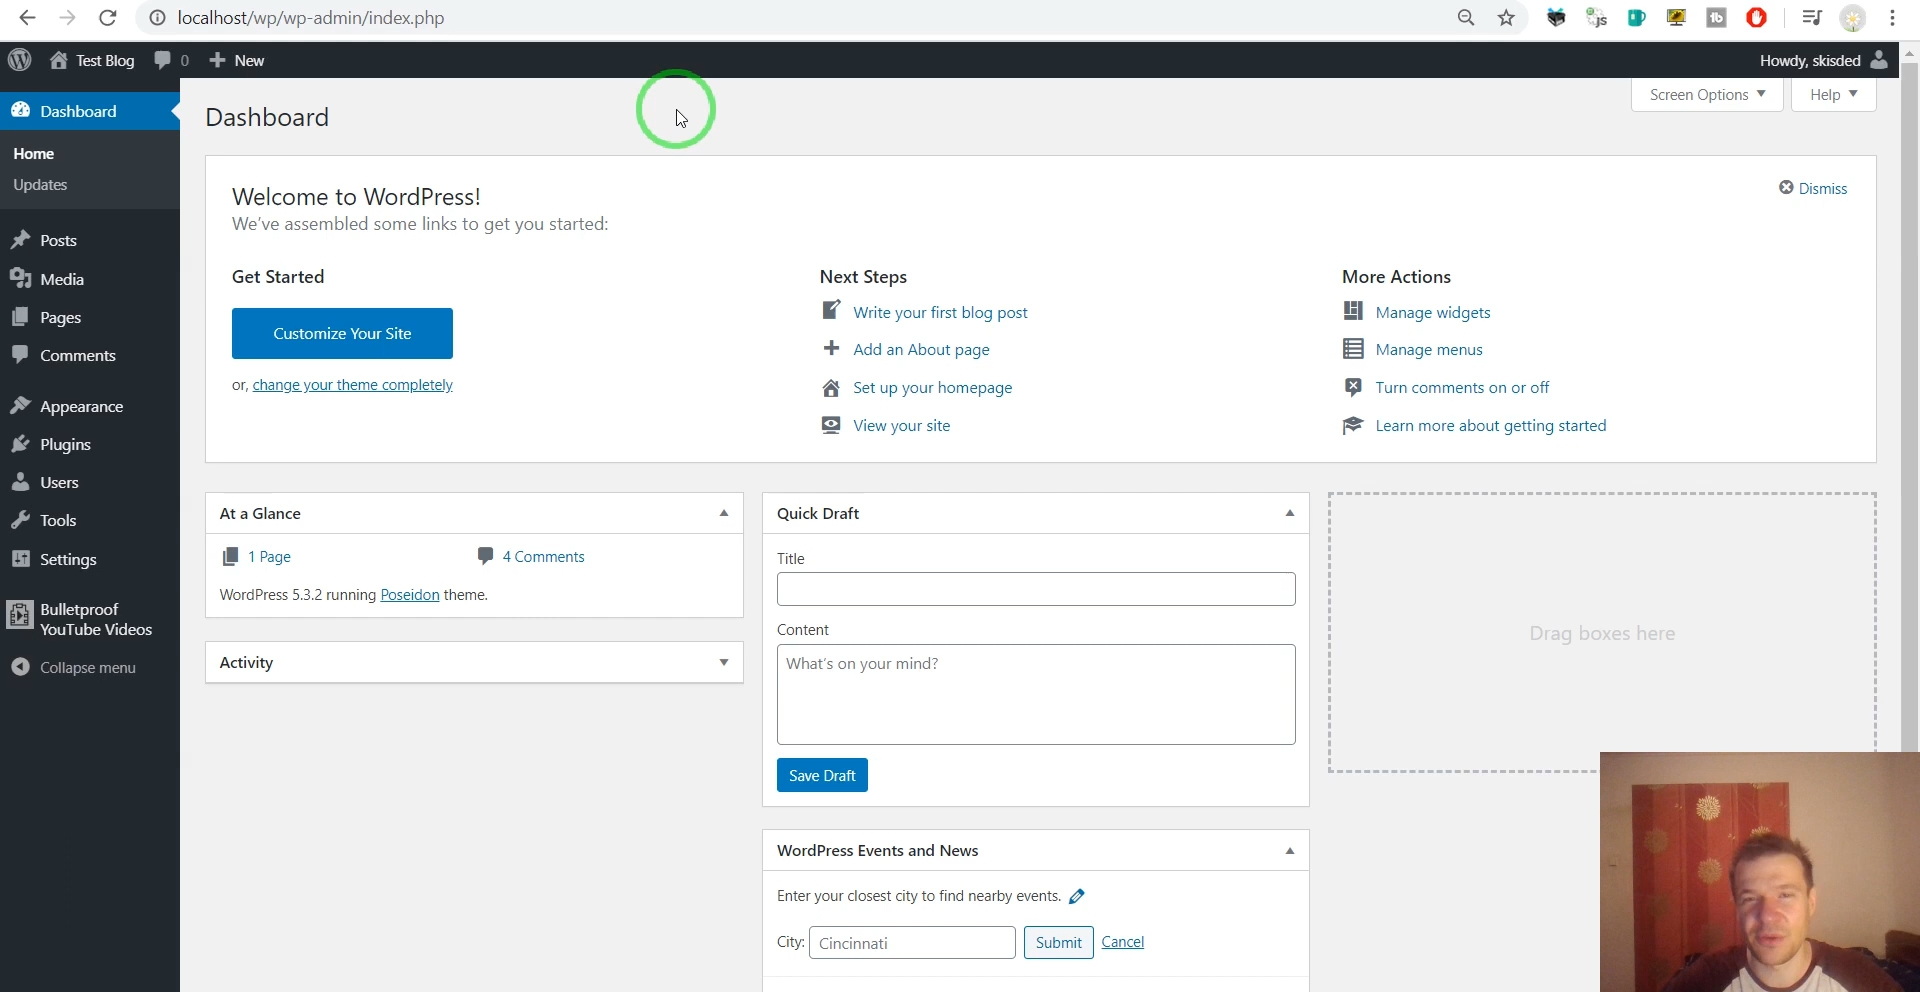 localhost/wp/wp-admin/index.php
Test Blog 0 New
Howdy, skisded
Dashboard
Home
Updates
Posts
Media
Pages
Comments
Appearance
Plugins
Users
Tools
Settings
Bulletproof
YouTube Videos
Collapse menu
Dashboard
Screen Options
Help
Welcome to WordPress!
Dismiss
We've assembled some links to get you started:
Get Started
Customize Your Site
or, change your theme completely
Next Steps
Write your first blog post
Add an About page
Set up your homepage
View your site
More Actions
Manage widgets
Manage menus
Turn comments on or off
Learn more about getting started
At a Glance
1 Page
4 Comments
WordPress 5.3.2 running Poseidon theme.
Activity
Quick Draft
Title
Content
What's on your mind?
Save Draft
WordPress Events and News
Enter your closest city to find nearby events.
City: Cincinnati Submit Cancel
Drag boxes here